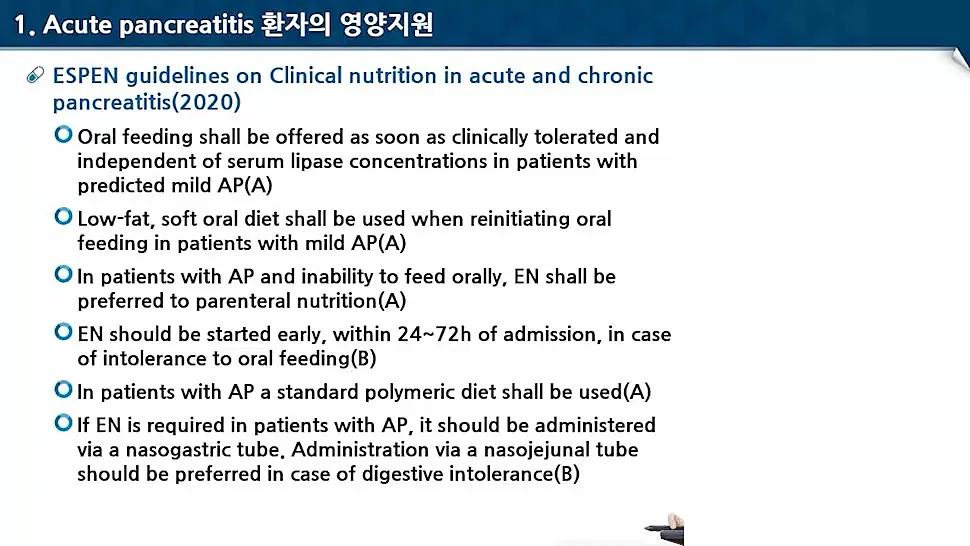 1. Acute pancreatitis 환자의 영양지원
ESPEN guidelines on Clinical nutrition in acute and chronic
pancreatitis(2020)
Oral feeding shall be offered as soon as clinically tolerated and
independent of serum lipase concentrations in patients with
predicted mild AP(A)
Low-fat, soft oral diet shall be used when reinitiating oral
feeding in patients with mild AP(A)
In patients with AP and inability to feed orally, EN shall be
preferred to parenteral nutrition(A)
EN should be started early, within 24~72h of admission, in case
of intolerance to oral feeding(B)
In patients with AP a standard polymeric diet shall be used(A)
If EN is required in patients with AP, it should be administered
via a nasogastric tube. Administration via a nasojejunal tube
should be preferred in case of digestive intolerance(B)